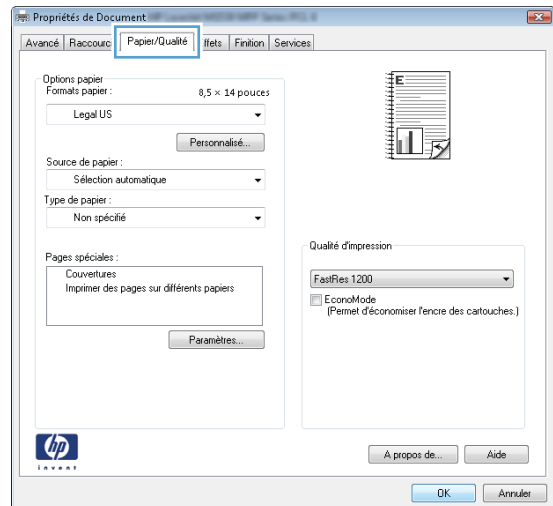 Propriétés de Document
Avancé Raccourc Papier/Qualité ffets Finition Services
Options papier
Formats papier : 8,5 × 14 pouces
Legal US
Personnalisé...
Source de papier :
Sélection automatique
Type de papier :
Non spécifié
Pages spéciales :
Couvertures
Imprimer des pages sur différents papiers
Paramètres...
E
Qualité d'impression
FastRes 1200
EconoMode
(Permet d'économiser l'encre des cartouches.)
hp
invent
A propos de... Aide
OK Annuler